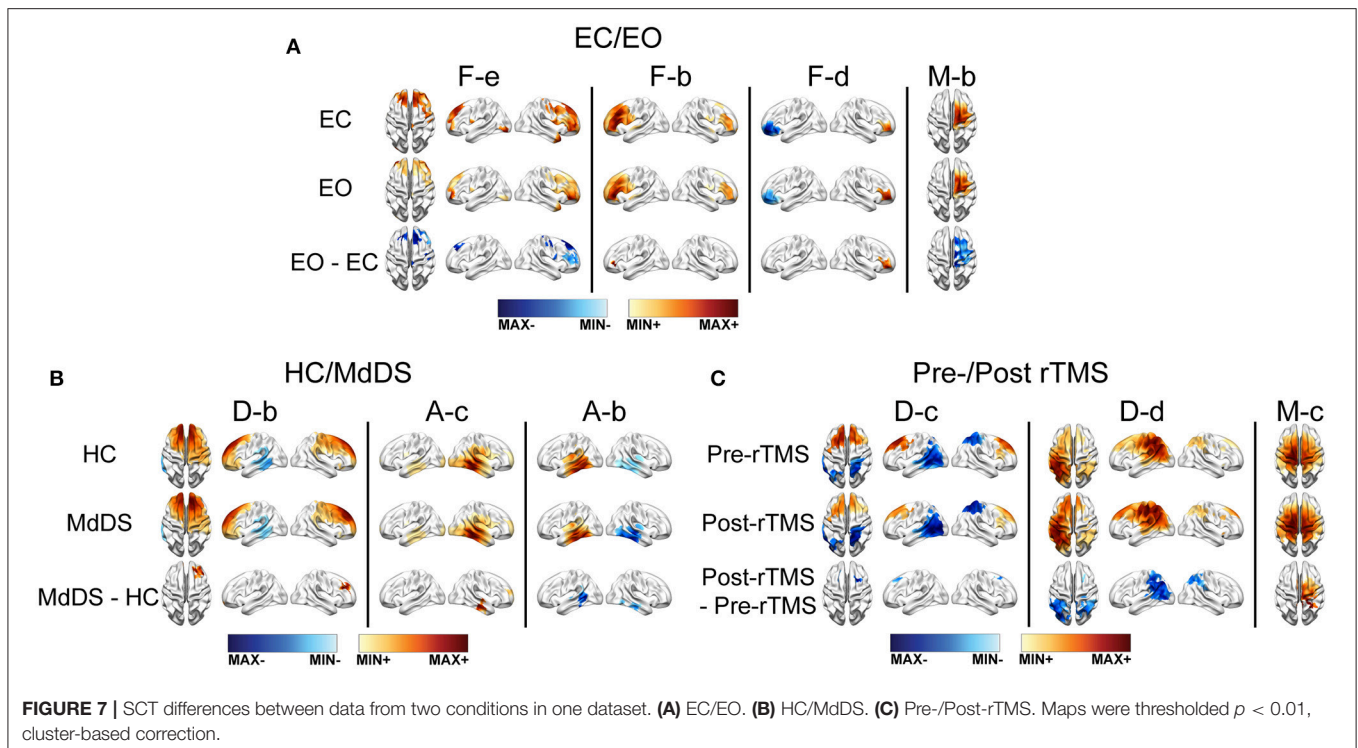 A
EC/EO
F-e F-b F-d M-b
EC
EO
EO - EC
MAX- MIN- MIN+ MAX+
B
HC/MdDS
D-b A-c A-b
HC
MdDS
MdDS - HC
MAX- MIN- MIN+ MAX+
C
Pre-/Post rTMS
D-c D-d M-c
Pre-rTMS
Post-rTMS
Post-rTMS
- Pre-rTMS
MAX- MIN- MIN+ MAX+
FIGURE 7 | SCT differences between data from two conditions in one dataset. (A) EC/EO. (B) HC/MdDS. (C) Pre-/Post-rTMS. Maps were thresholded p < 0.01,
cluster-based correction.